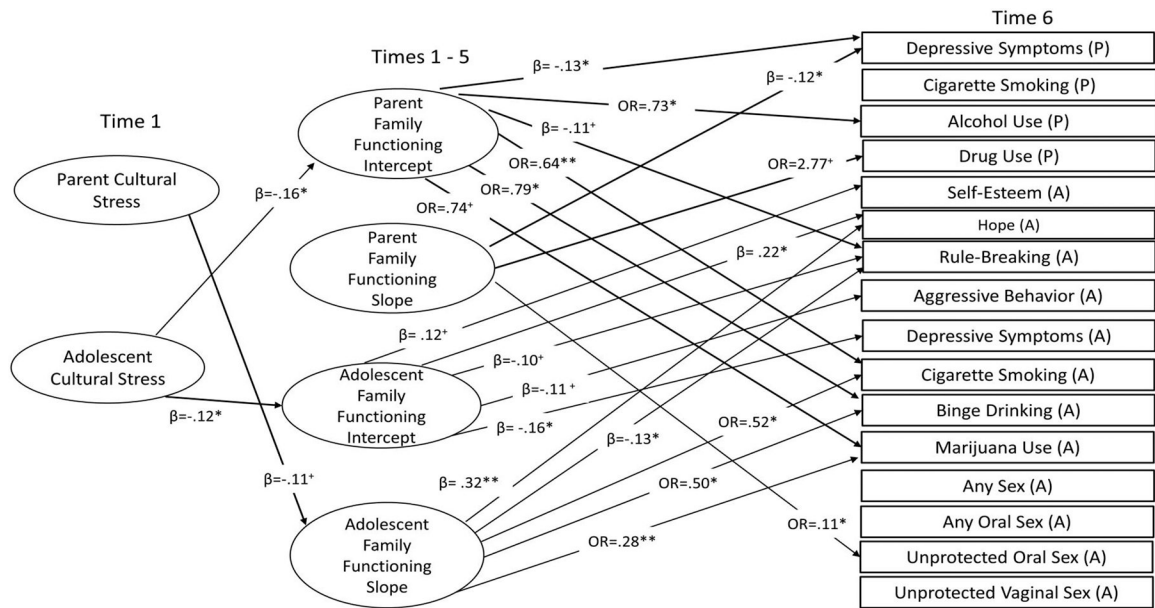 Time 1
Parent Cultural
Stress
Adolescent
Cultural Stress
β=-.16*
β=-.12*
β=-.11⁺
Times 1 - 5
Parent
Family
Functioning
Intercept
Parent
Family
Functioning
Slope
Adolescent
Family
Functioning
Intercept
Adolescent
Family
Functioning
Slope
β= -.13*
β= -.12*
OR=.73*
β= -.11⁺
OR=.64**
OR=2.77⁺
OR=.79*
OR=.74⁺
β= .22*
β= .12⁺
β=-.10⁺
β= -.11⁺
β= -.16*
OR=.52*
β=-.13*
β= .32**
OR=.50*
OR=.11*
OR=.28**
Time 6
Depressive Symptoms (P)
Cigarette Smoking (P)
Alcohol Use (P)
Drug Use (P)
Self-Esteem (A)
Hope (A)
Rule-Breaking (A)
Aggressive Behavior (A)
Depressive Symptoms (A)
Cigarette Smoking (A)
Binge Drinking (A)
Marijuana Use (A)
Any Sex (A)
Any Oral Sex (A)
Unprotected Oral Sex (A)
Unprotected Vaginal Sex (A)